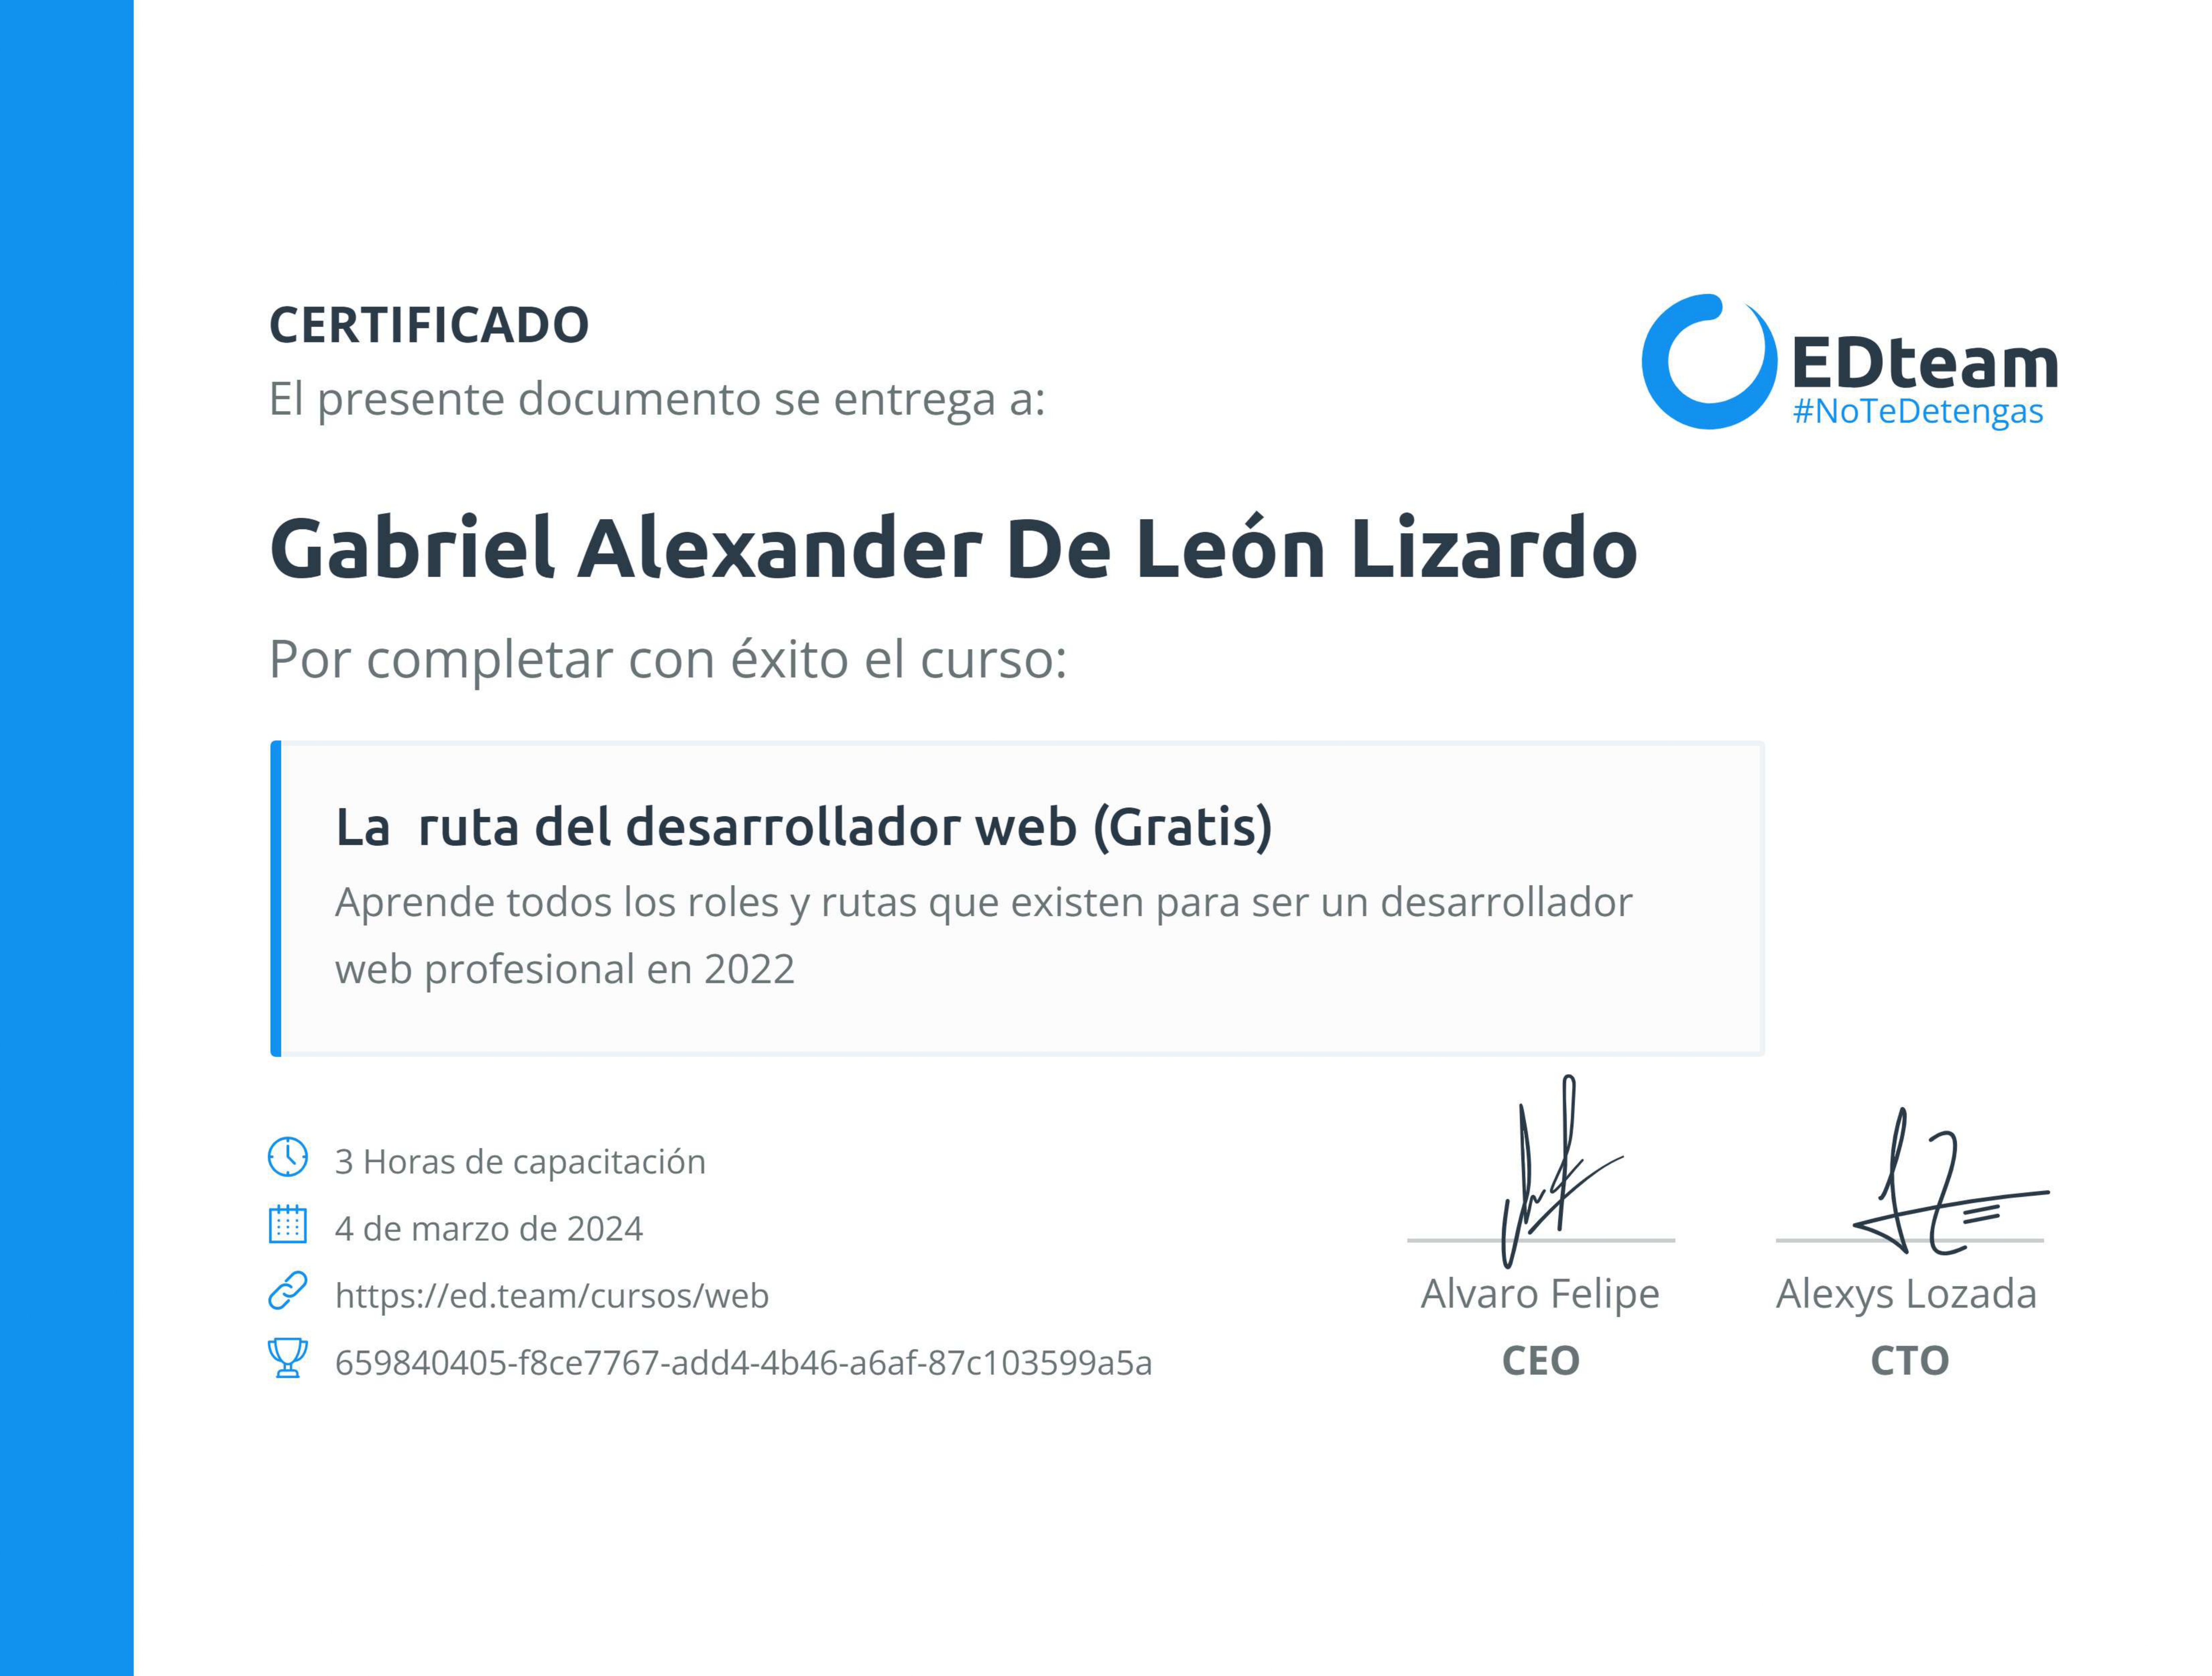 CERTIFICADO
El presente documento se entrega a:
EDteam
#NoTeDetengas
Gabriel Alexander De León Lizardo
Por completar con éxito el curso:
La  ruta del desarrollador web (Gratis)
Aprende todos los roles y rutas que existen para ser un desarrollador
web profesional en 2022
3 Horas de capacitación
4 de marzo de 2024
https://ed.team/cursos/web
659840405-f8ce7767-add4-4b46-a6af-87c103599a5a
Alvaro Felipe
CEO
Alexys Lozada
CTO